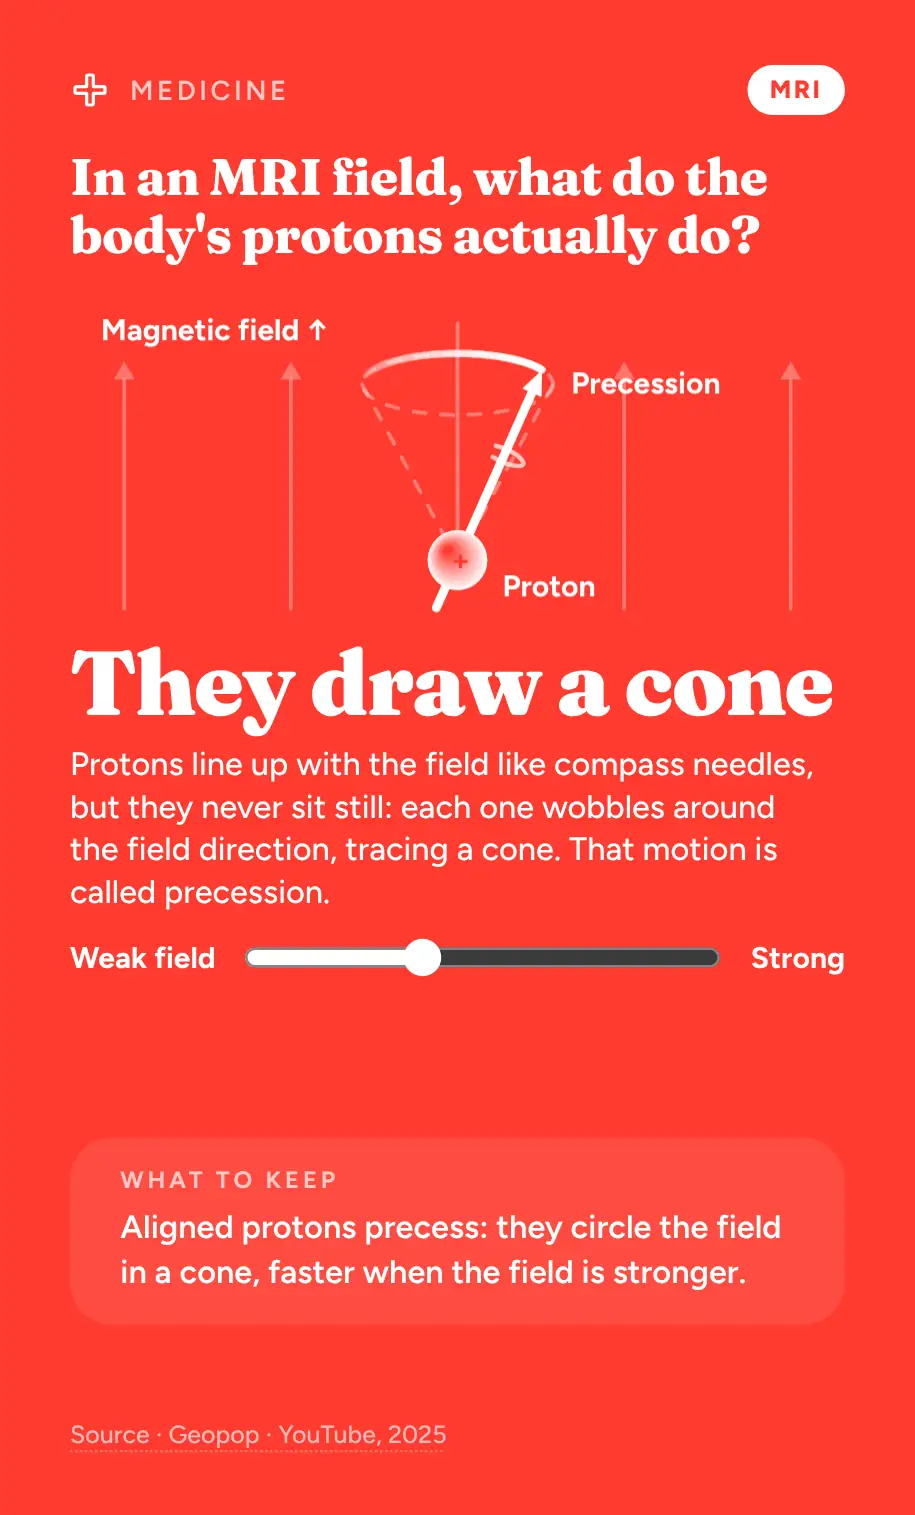 MEDICINE
MRI
In an MRI field, what do the
body's protons actually do?
Magnetic field ↑
Precession
+
Proton
They draw a cone
Protons line up with the field like compass needles,
but they never sit still: each one wobbles around
the field direction, tracing a cone. That motion is
called precession.
Weak field
Strong
WHAT TO KEEP
Aligned protons precess: they circle the field
in a cone, faster when the field is stronger.
Source · Geopop · YouTube, 2025